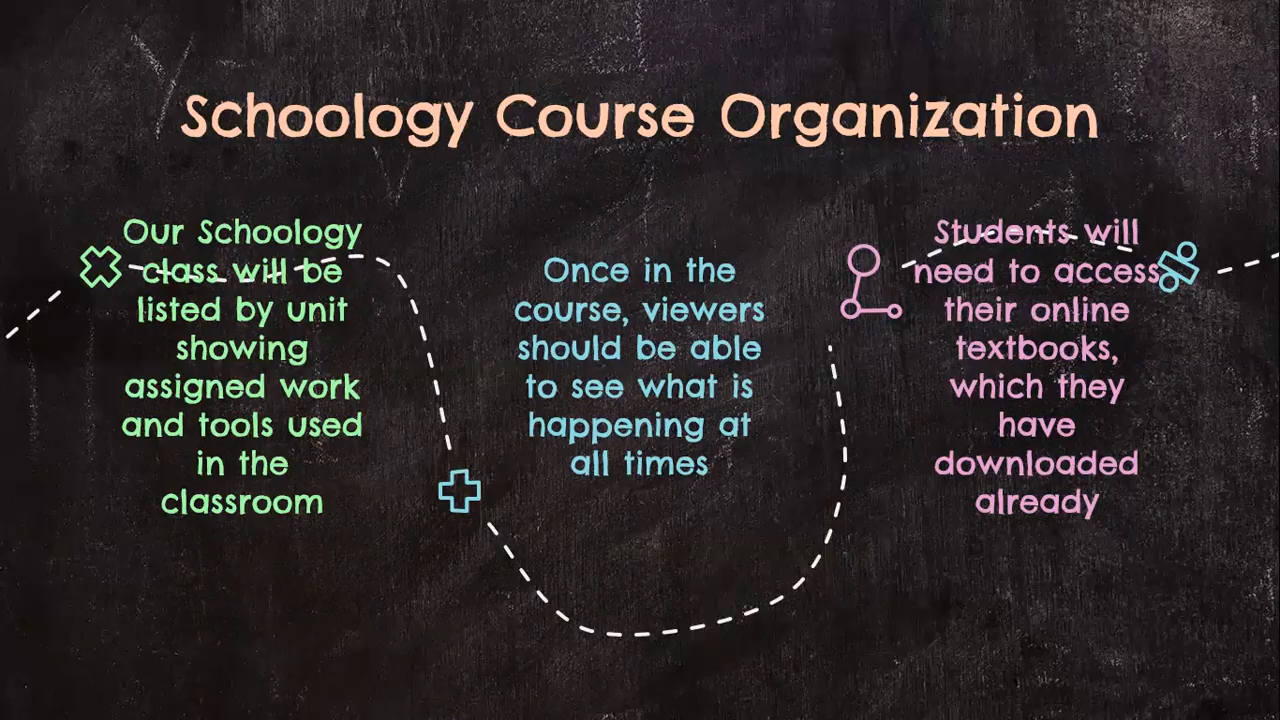 Schoology Course Organization
Our Schoology
class will be
listed by unit
showing
assigned work
and tools used
in the
classroom
Once in the
course, viewers
should be able
to see what is
happening at
all times
Students will
need to access
their online
textbooks,
which they
have
downloaded
already